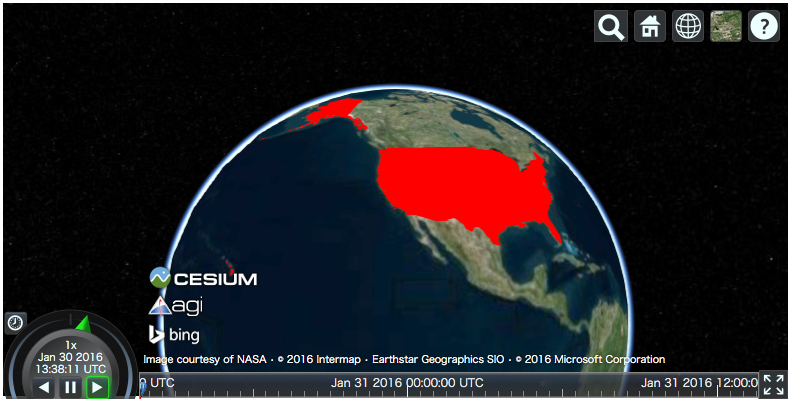 ?
CESIUM
agi
bing
Image courtesy of NASA • © 2016 Intermap • Earthstar Geographics SIO • © 2016 Microsoft Corporation
1x
Jan 30 2016
13:38:11 UTC
0 UTC
Jan 31 2016 00:00:00 UTC
Jan 31 2016 12:00:0